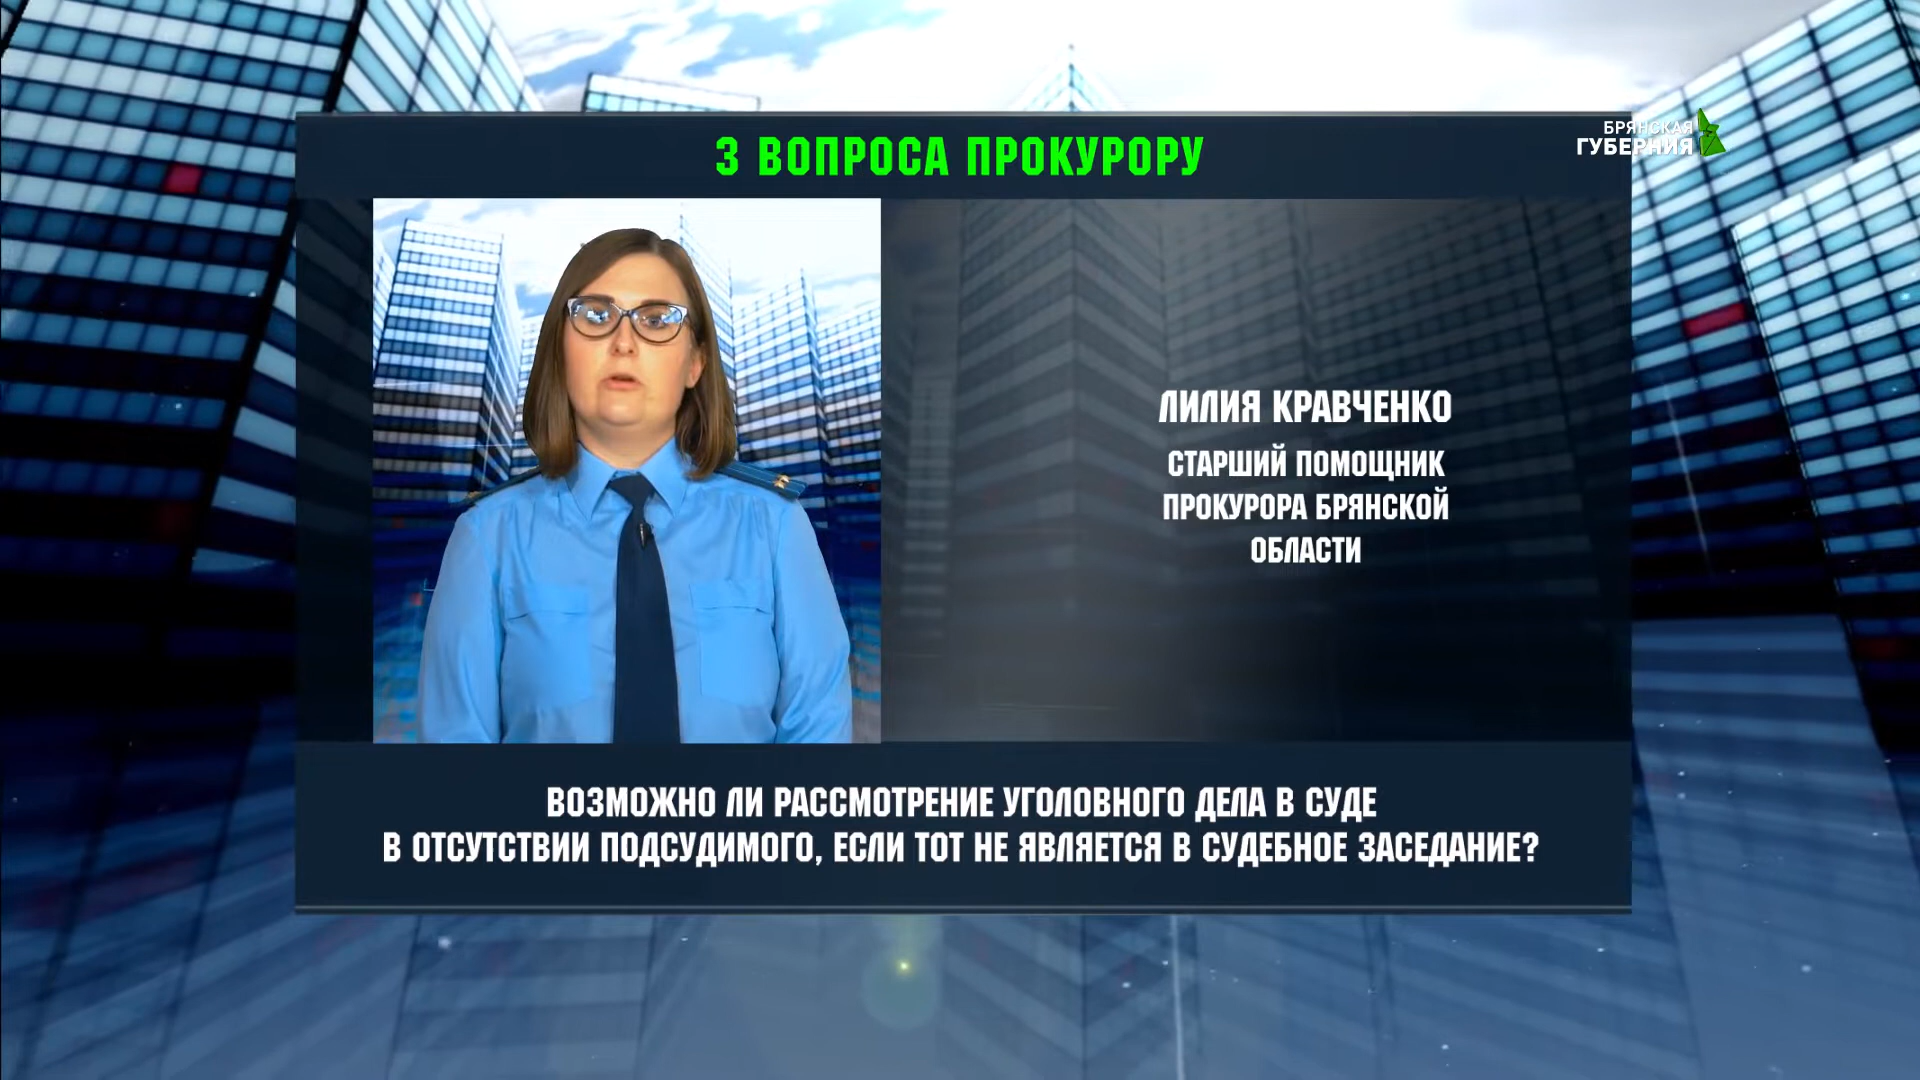 3 ВОПРОСА ПРОКУРОРУ
БРЯНСКАЯ
ГУБЕРНИЯ
ЛИЛИЯ КРАВЧЕНКО
СТАРШИЙ ПОМОЩНИК
ПРОКУРОРА БРЯНСКОЙ
ОБЛАСТИ
ВОЗМОЖНО ЛИ РАССМОТРЕНИЕ УГОЛОВНОГО ДЕЛА В СУДЕ
В ОТСУТСТВИИ ПОДСУДИМОГО, ЕСЛИ ТОТ НЕ ЯВЛЯЕТСЯ В СУДЕБНОЕ ЗАСЕДАНИЕ?